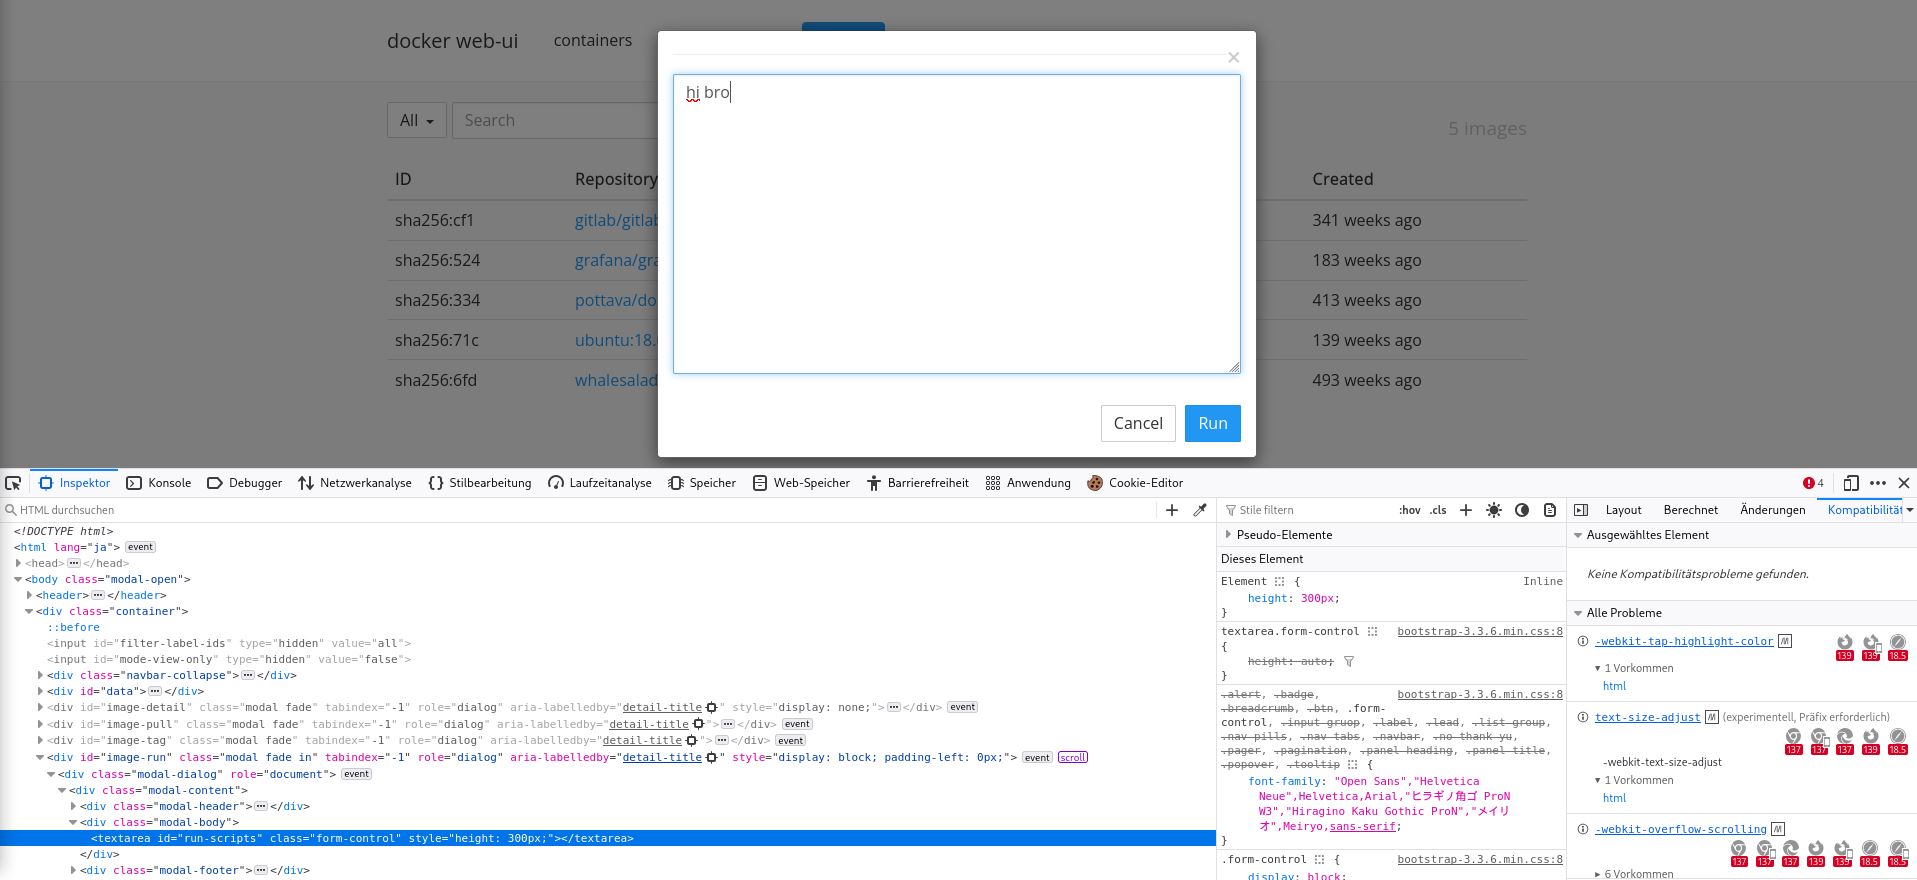 docker web-ui containers
×
hi bro
All Search 5 images
ID Repository Created
sha256:cf1 gitlab/gitlab 341 weeks ago
sha256:524 grafana/gra 183 weeks ago
sha256:334 pottava/do 413 weeks ago
sha256:71c ubuntu:18. 139 weeks ago
sha256:6fd whalesalad 493 weeks ago
Cancel Run
Inspektor Konsole Debugger Netzwerkanalyse Stilbearbeitung Laufzeitanalyse Speicher Web-Speicher Barrierefreiheit Anwendung Cookie-Editor 4
HTML durchsuchen
<!DOCTYPE html>
<html lang="ja"> event
<head> ··· </head>
<body class="modal-open">
<header> ··· </header>
<div class="container">
::before
<input id="filter-label-ids" type="hidden" value="all">
<input id="mode-view-only" type="hidden" value="false">
<div class="navbar-collapse"> ··· </div>
<div id="data"> ··· </div>
<div id="image-detail" class="modal fade" tabindex="-1" role="dialog" aria-labelledby="detail-title" style="display: none;"> ··· </div> event
<div id="image-pull" class="modal fade" tabindex="-1" role="dialog" aria-labelledby="detail-title"> ··· </div> event
<div id="image-tag" class="modal fade" tabindex="-1" role="dialog" aria-labelledby="detail-title"> ··· </div> event
<div id="image-run" class="modal fade in" tabindex="-1" role="dialog" aria-labelledby="detail-title" style="display: block; padding-left: 0px;"> event scroll
<div class="modal-dialog" role="document"> event
<div class="modal-content">
<div class="modal-header"> ··· </div>
<div class="modal-body">
<textarea id="run-scripts" class="form-control" style="height: 300px;"></textarea>
</div>
<div class="modal-footer"> ··· </div>
Stile filtern :hov .cls
Pseudo-Elemente
Dieses Element
Element { Inline
height: 300px;
}
textarea.form-control bootstrap-3.3.6.min.css:8
{
height: auto;
}
.alert, .badge, bootstrap-3.3.6.min.css:8
.breadcrumb, .btn, .form-
control, .input-group, .label, .lead, .list-group,
.nav-pills, .nav-tabs, .navbar, .no-thank-yu,
.pager, .pagination, .panel-heading, .panel-title,
.popover, .tooltip {
font-family: "Open Sans","Helvetica
Neue",Helvetica,Arial,"ヒラギノ角ゴ ProN
W3","Hiragino Kaku Gothic ProN","メイリ
オ",Meiryo,sans-serif;
}
.form-control { bootstrap-3.3.6.min.css:8
display: block;
Layout Berechnet Änderungen Kompatibilität
Ausgewähltes Element
Keine Kompatibilitätsprobleme gefunden.
Alle Probleme
-webkit-tap-highlight-color 139 139 18.5
1 Vorkommen
html
text-size-adjust (experimentell, Präfix erforderlich)
137 137 137 139 18.5
-webkit-text-size-adjust
1 Vorkommen
html
-webkit-overflow-scrolling
137 137 137 139 139 18.5 18.5
6 Vorkommen